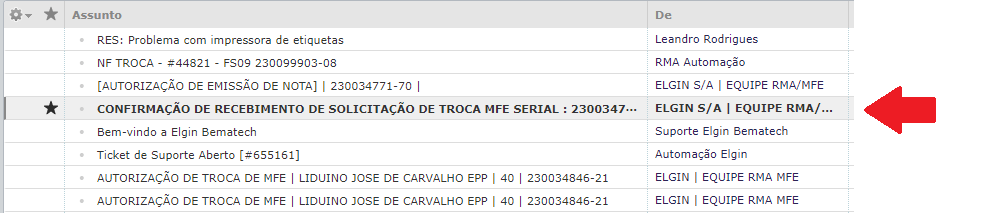 Assunto De
RES: Problema com impressora de etiquetas Leandro Rodrigues
NF TROCA - #44821 - FS09 230099903-08 RMA Automação
[AUTORIZAÇÃO DE EMISSÃO DE NOTA] | 230034771-70 | ELGIN S/A | EQUIPE RMA/MFE
CONFIRMAÇÃO DE RECEBIMENTO DE SOLICITAÇÃO DE TROCA MFE SERIAL : 2300347··· ELGIN S/A | EQUIPE RMA/...
Bem-vindo a Elgin Bematech Suporte Elgin Bematech
Ticket de Suporte Aberto [#655161] Automação Elgin
AUTORIZAÇÃO DE TROCA DE MFE | LIDUINO JOSE DE CARVALHO EPP | 40 | 230034846-21 ELGIN | EQUIPE RMA MFE
AUTORIZAÇÃO DE TROCA DE MFE | LIDUINO JOSE DE CARVALHO EPP | 40 | 230034846-21 ELGIN | EQUIPE RMA MFE